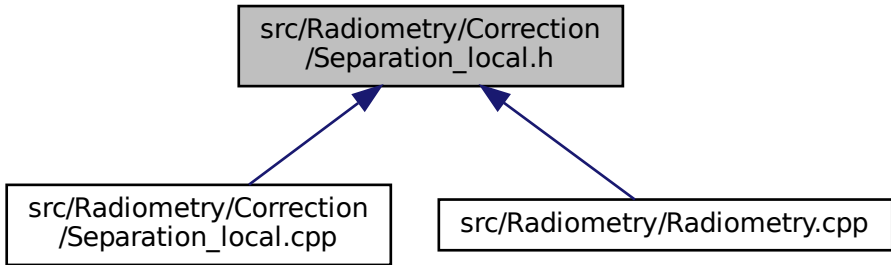 src/Radiometry/Correction
/Separation_local.h
src/Radiometry/Correction
/Separation_local.cpp
src/Radiometry/Radiometry.cpp